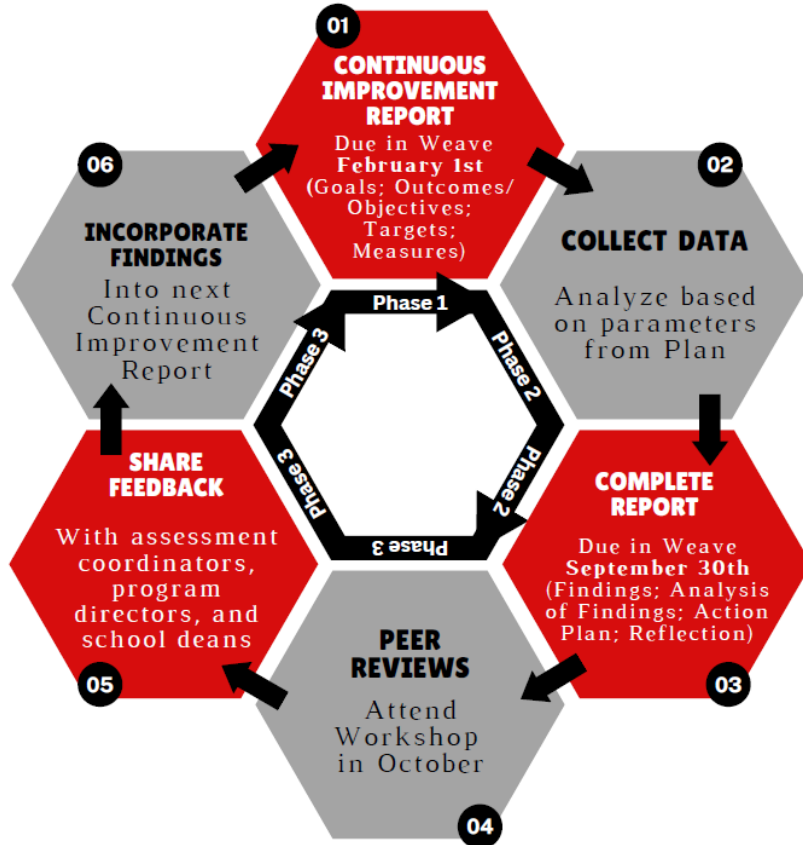 01
CONTINUOUS
IMPROVEMENT
REPORT
Due in Weave
February 1st
(Goals; Outcomes/
Objectives;
Targets;
Measures)
02
COLLECT DATA
Analyze based
on parameters
from Plan
COMPLETE
REPORT
Due in Weave
September 30th
(Findings; Analysis
of Findings; Action
Plan; Reflection)
03
PEER
REVIEWS
Attend
Workshop
in October
04
SHARE
FEEDBACK
With assessment
coordinators,
program
directors, and
school deans
05
06
INCORPORATE
FINDINGS
Into next
Continuous
Improvement
Report
Phase 1
Phase 2
Phase 2
Phase 3
Phase 3
Phase 3